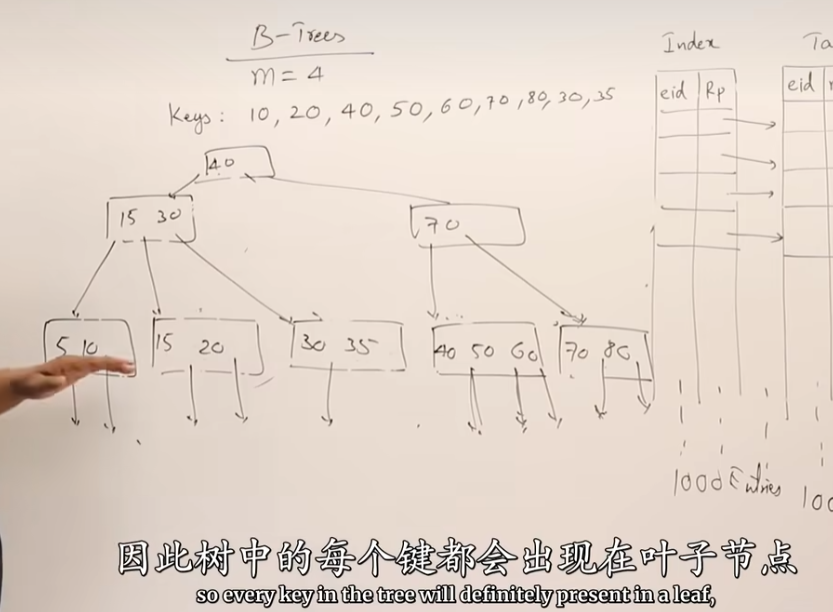 B-Trees
m = 4
Keys: 10, 20, 40, 50, 60, 70, 80, 30, 35
40
15 30
70
5 10
15 20
30 35
40 50 60
70 80
Index
eid Rp
1000 Entries
Ta
eid
100
因此树中的每个键都会出现在叶子节点
so every key in the tree will definitely present in a leaf,